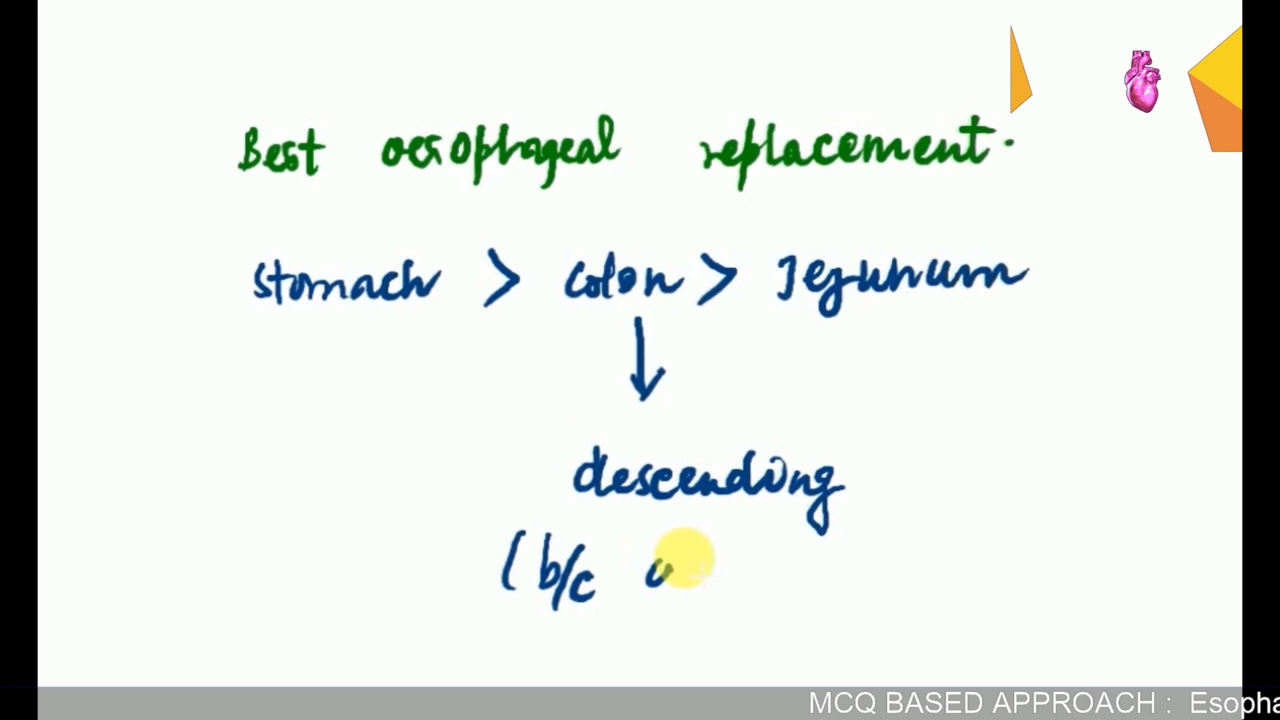 Best oesophageal replacement.
stomach > colon > Jejunum
↓
descending
(b/c
MCQ BASED APPROACH : Esopha